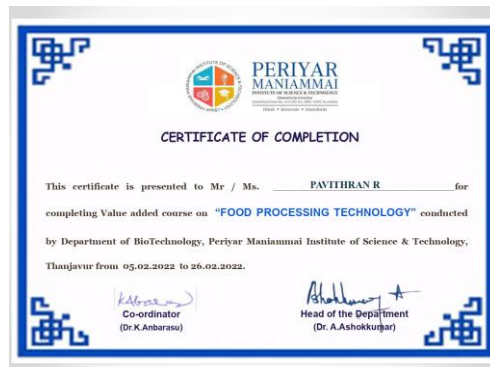 PERIYAR
MANIAMMAI
INSTITUTE OF SCIENCE & TECHNOLOGY
CERTIFICATE OF COMPLETION
This certificate is presented to Mr / Ms. PAVITHRAN R for
completing Value added course on “FOOD PROCESSING TECHNOLOGY” conducted
by Department of BioTechnology, Periyar Maniammai Institute of Science & Technology,
Thanjavur from 05.02.2022 to 26.02.2022.
Co-ordinator
(Dr.K.Anbarasu)
Head of the Department
(Dr. A.Ashokkumar)